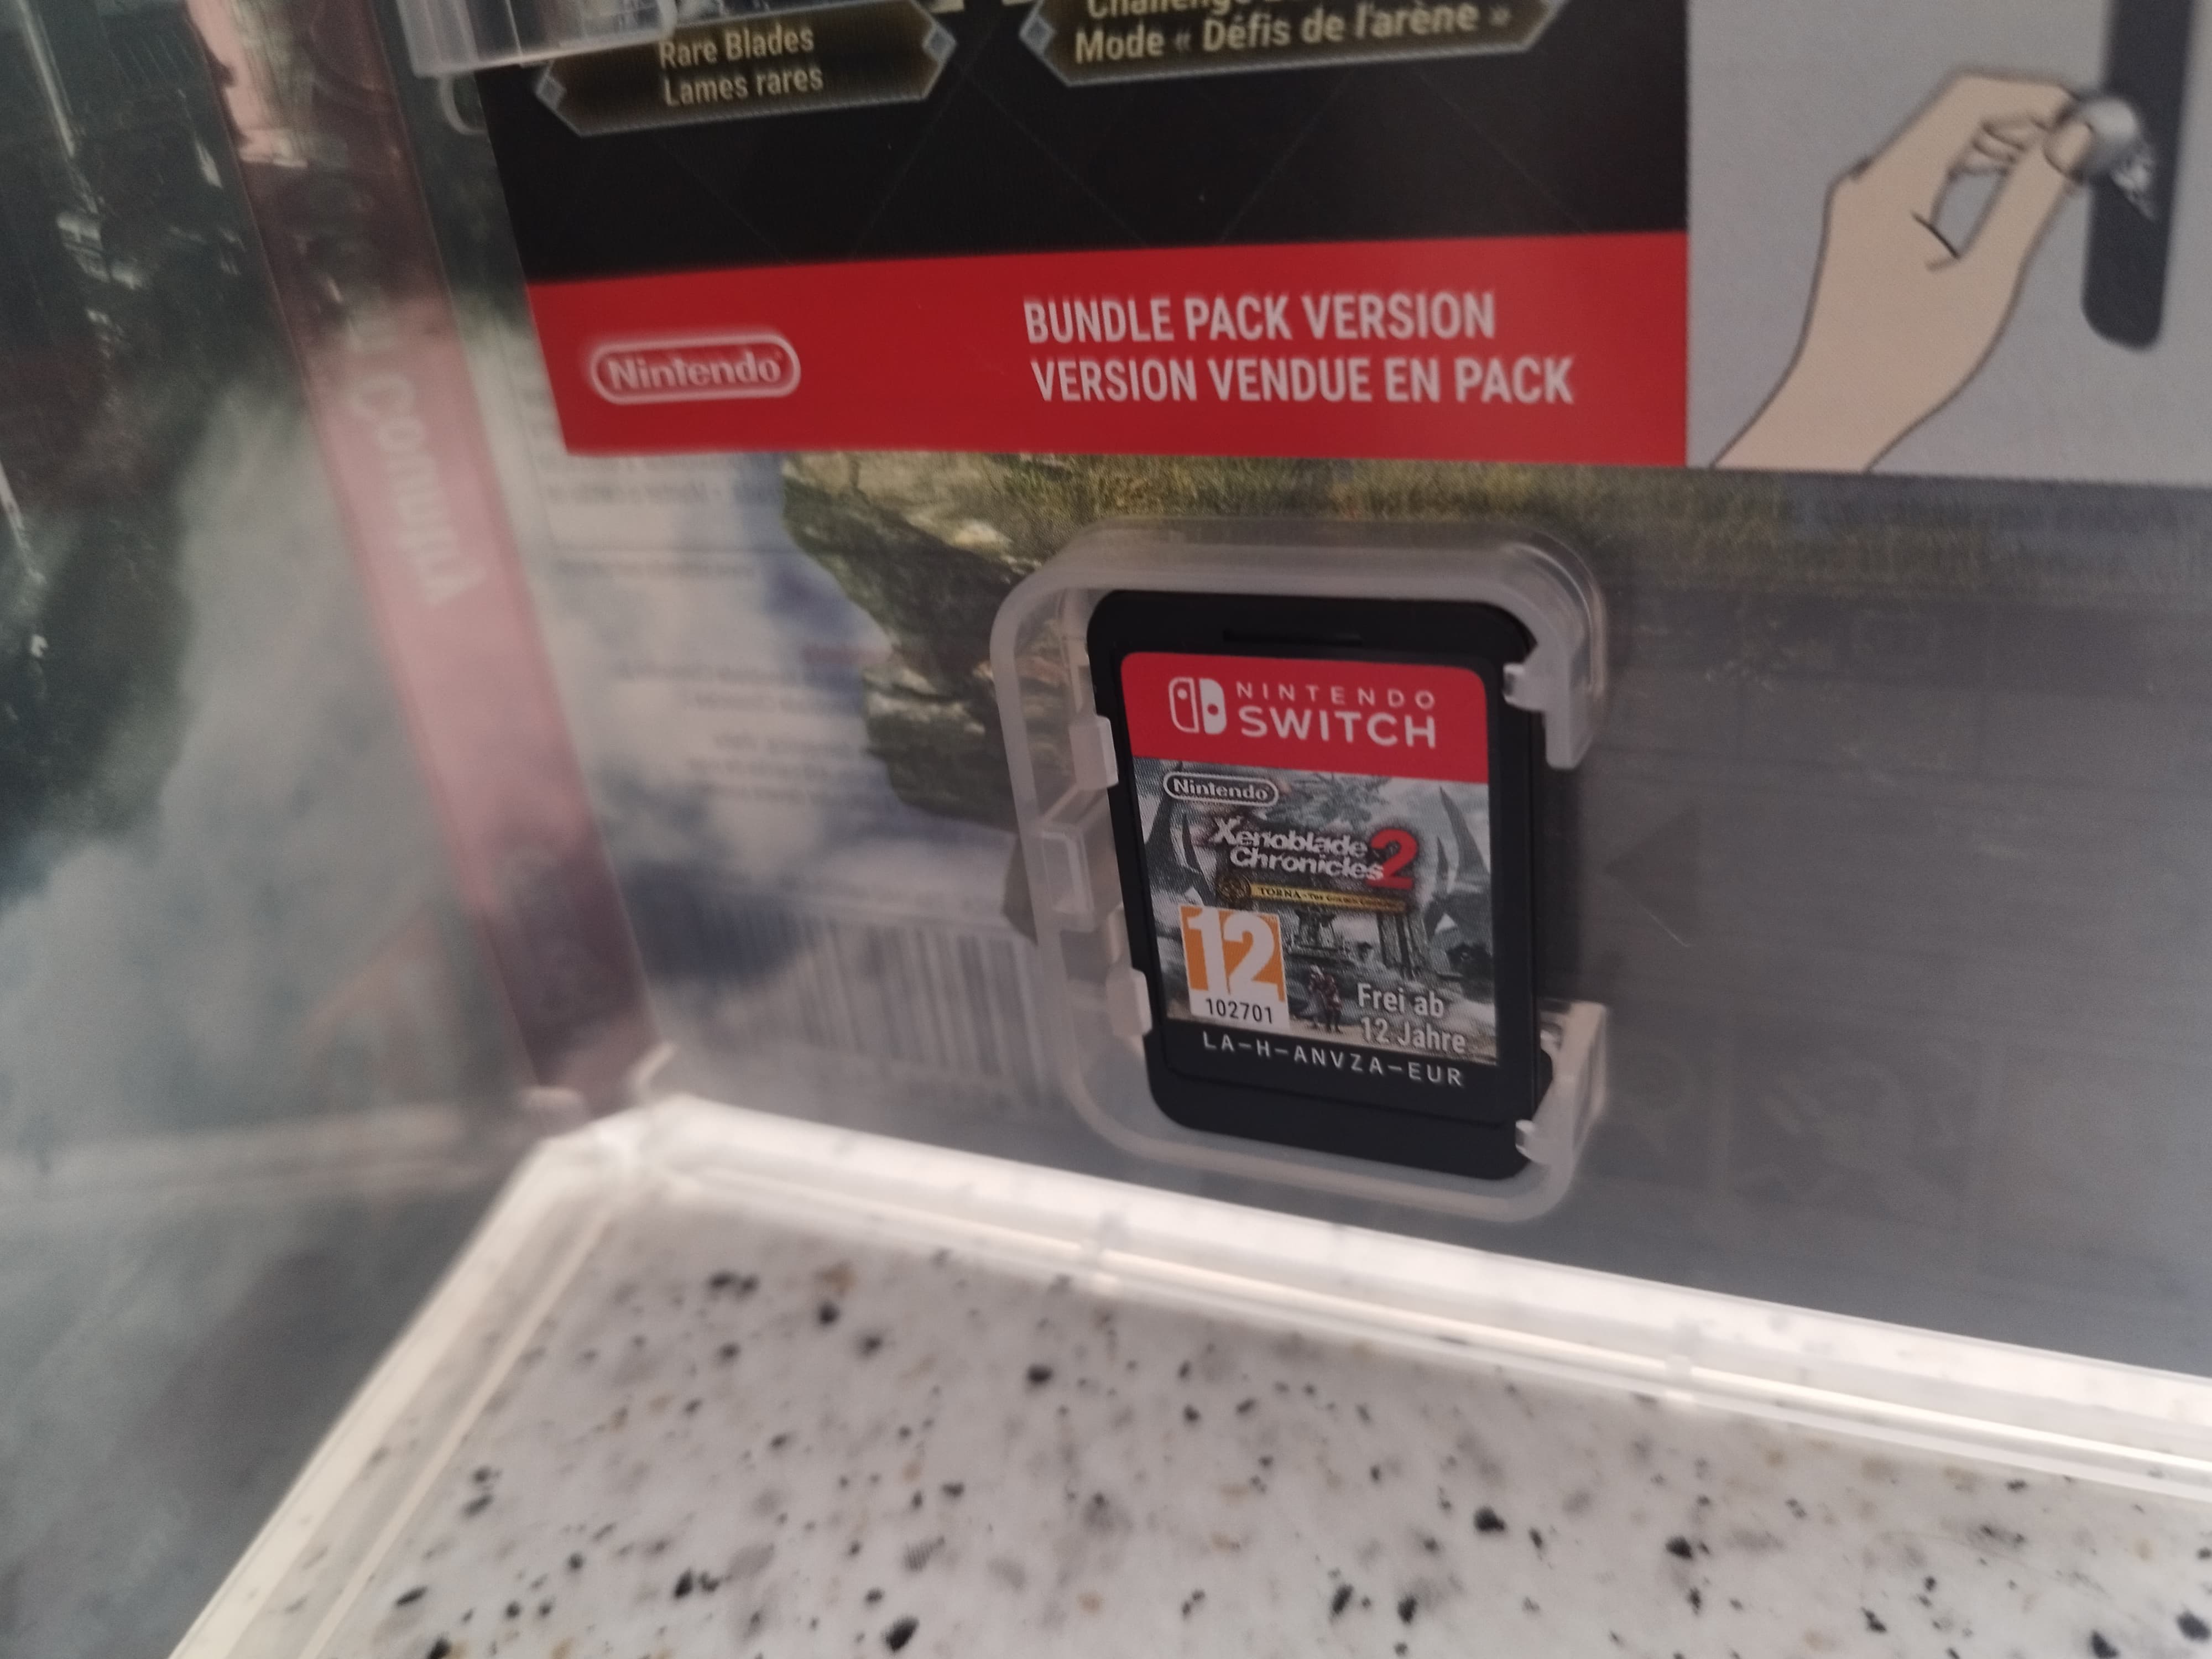 Rare Blades
Lames rares
Mode « Défis de l'arène »
Nintendo
BUNDLE PACK VERSION
VERSION VENDUE EN PACK
NINTENDO
SWITCH
Nintendo
Xenoblade
Chronicles 2
TORNA
12
102701
Frei ab
12 Jahre
LA-H-ANVZA-EUR